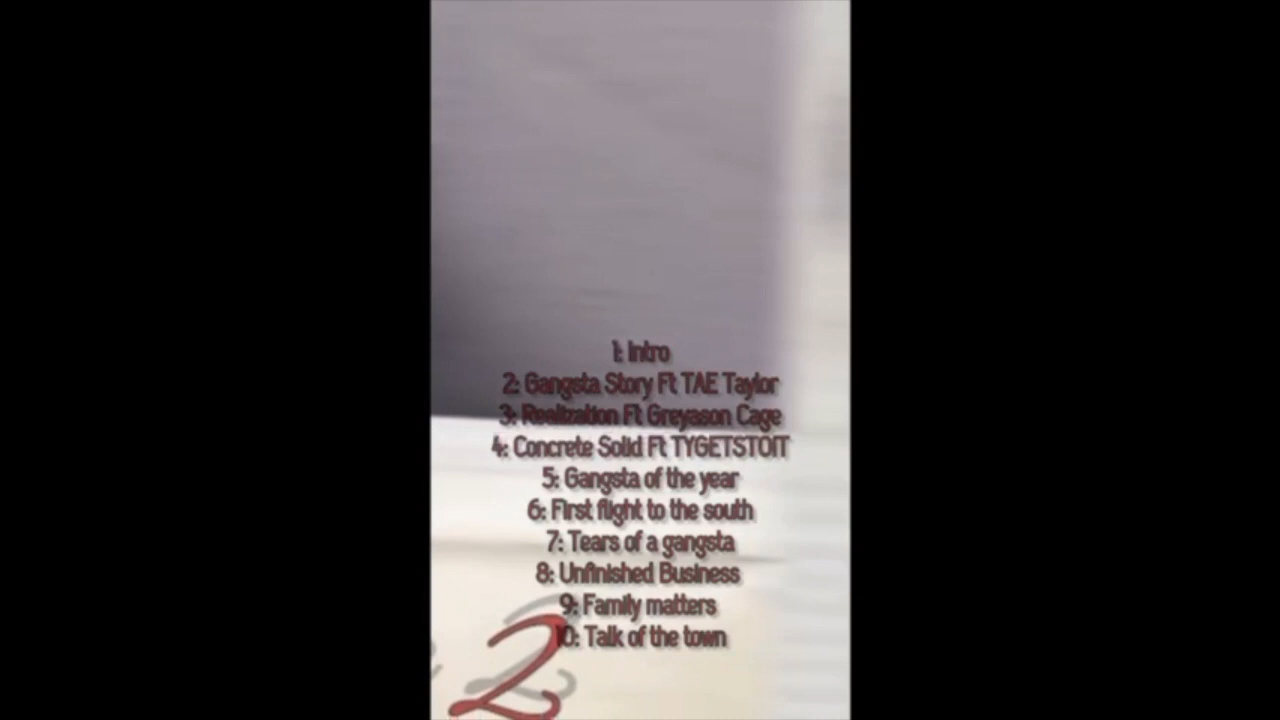 1: Intro
2: Gangsta Story Ft TAE Taylor
3: Realization Ft Greyason Cage
4: Concrete Solid Ft TYGETSTOIT
5: Gangsta of the year
6: First flight to the south
7: Tears of a gangsta
8: Unfinished Business
9: Family matters
10: Talk of the town
2